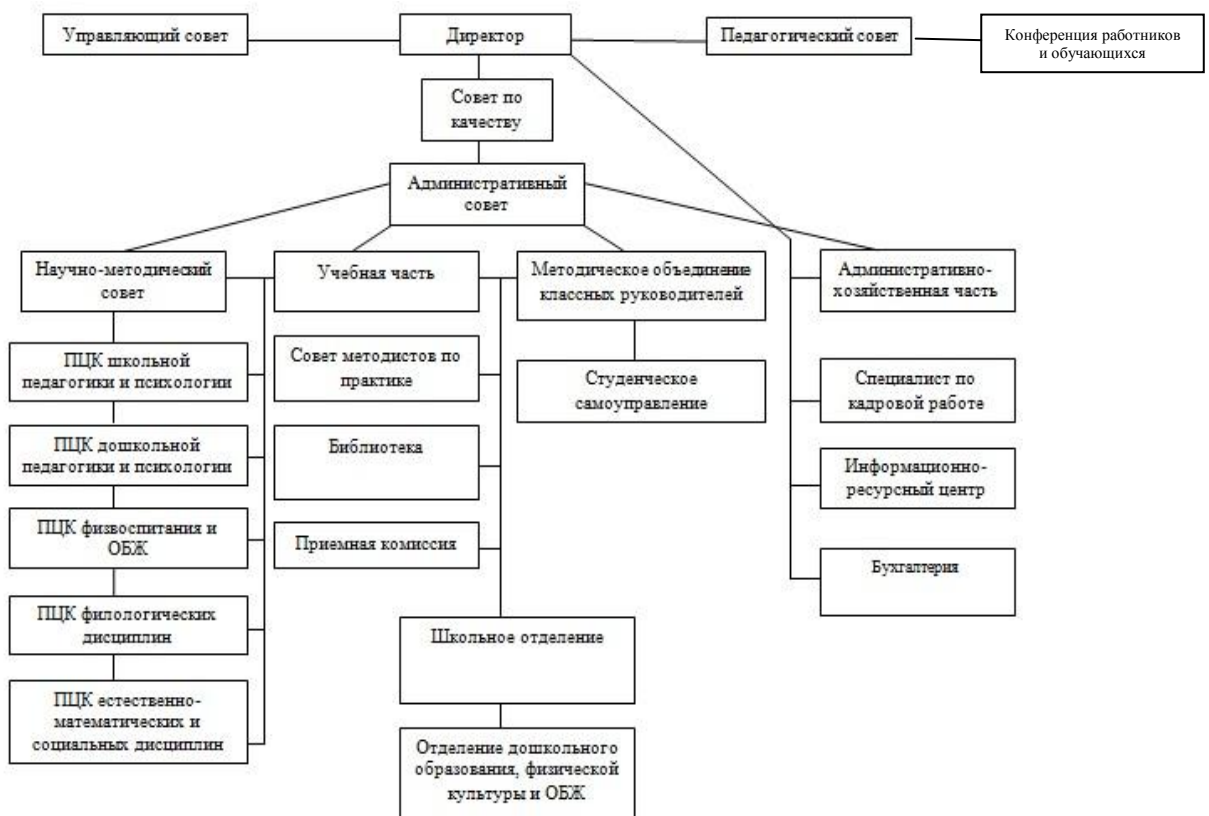 Управляющий совет
Директор
Педагогический совет
Конференция работников
и обучающихся
Совет по
качеству
Административный
совет
Научно-методический
совет
Учебная часть
Методическое объединение
классных руководителей
Административно-
хозяйственная часть
ПЦК школьной
педагогики и психологии
Совет методистов по
практике
Студенческое
самоуправление
Специалист по
кадровой работе
ПЦК дошкольной
педагогики и психологии
Библиотека
Информационно-
ресурсный центр
ПЦК физвоспитания и
ОБЖ
Приемная комиссия
Бухгалтерия
ПЦК филологических
дисциплин
Школьное отделение
ПЦК естественно-
математических и
социальных дисциплин
Отделение дошкольного
образования, физической
культуры и ОБЖ